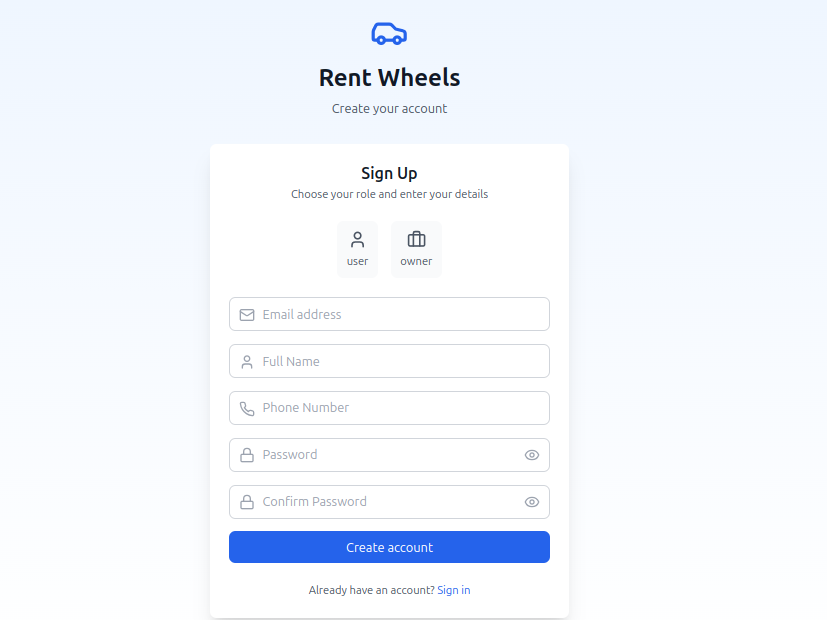 Rent Wheels
Create your account
Sign Up
Choose your role and enter your details
user owner
Email address
Full Name
Phone Number
Password
Confirm Password
Create account
Already have an account? Sign in